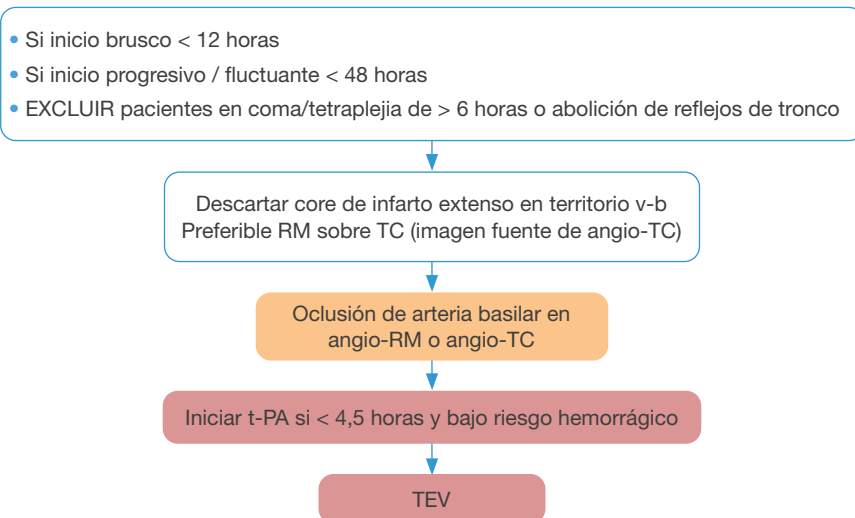 • Si inicio brusco < 12 horas
• Si inicio progresivo / fluctuante < 48 horas
• EXCLUIR pacientes en coma/tetraplejia de > 6 horas o abolición de reflejos de tronco
Descartar core de infarto extenso en territorio v-b
Preferible RM sobre TC (imagen fuente de angio-TC)
Oclusión de arteria basilar en
angio-RM o angio-TC
Iniciar t-PA si < 4,5 horas y bajo riesgo hemorrágico
TEV